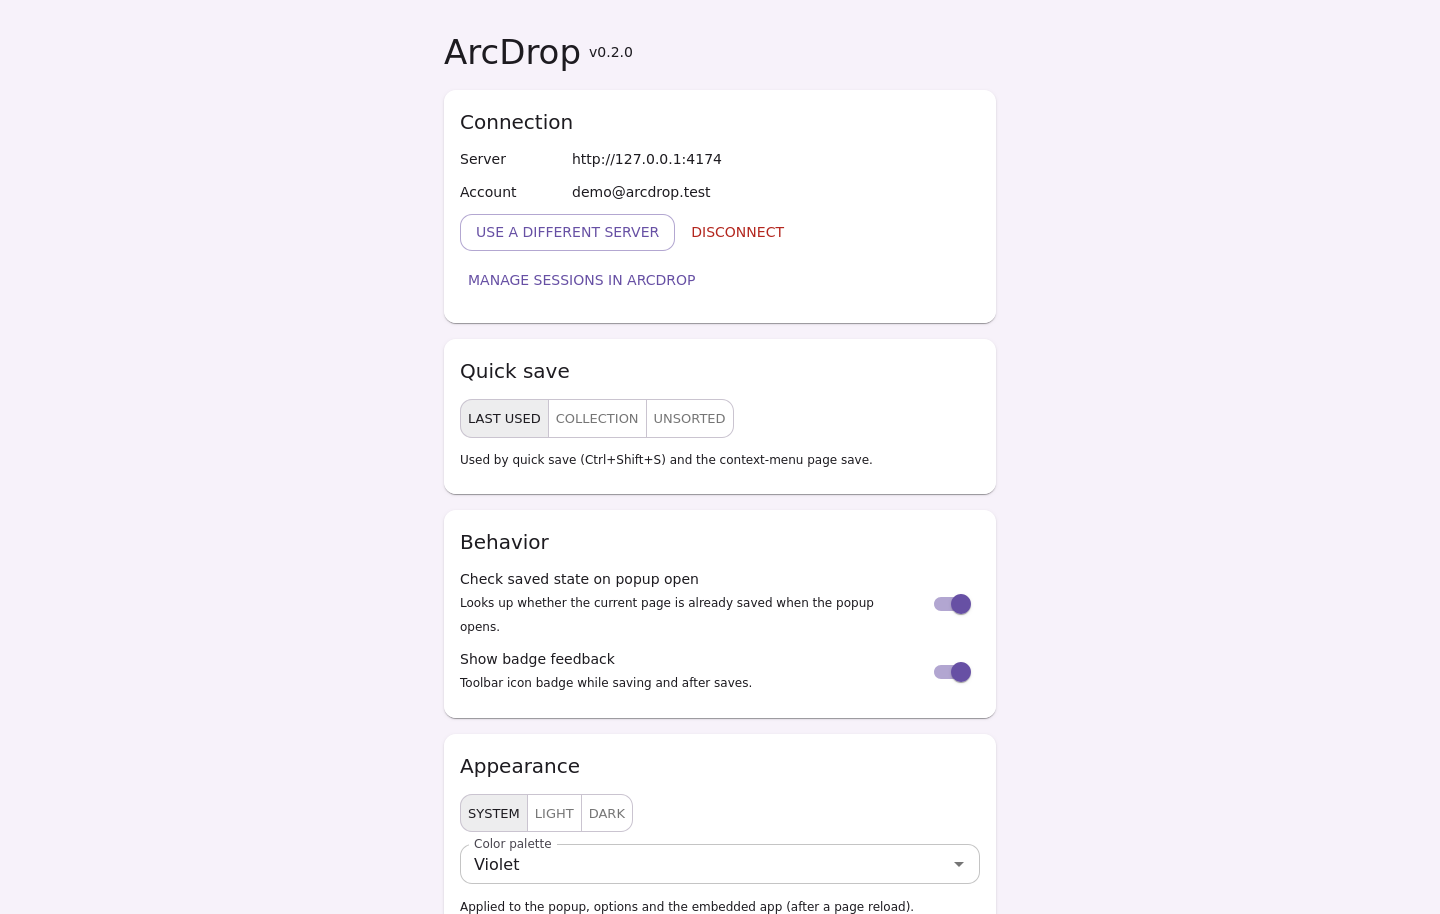 ArcDrop v0.2.0
Connection
Server http://127.0.0.1:4174
Account demo@arcdrop.test
USE A DIFFERENT SERVER DISCONNECT
MANAGE SESSIONS IN ARCDROP
Quick save
LAST USED COLLECTION UNSORTED
Used by quick save (Ctrl+Shift+S) and the context-menu page save.
Behavior
Check saved state on popup open
Looks up whether the current page is already saved when the popup
opens.
Show badge feedback
Toolbar icon badge while saving and after saves.
Appearance
SYSTEM LIGHT DARK
Color palette
Violet
Applied to the popup, options and the embedded app (after a page reload).